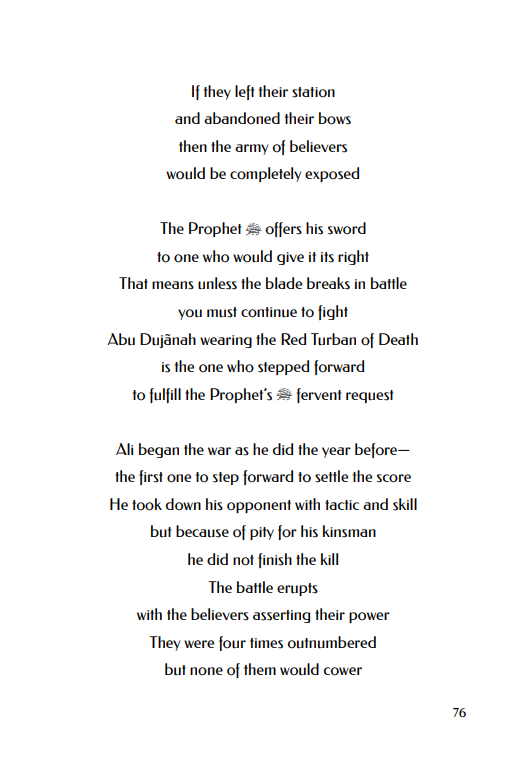 If they left their station
and abandoned their bows
then the army of believers
would be completely exposed
The Prophet ﷺ offers his sword
to one who would give it its right
That means unless the blade breaks in battle
you must continue to fight
Abu Dujãnah wearing the Red Turban of Death
is the one who stepped forward
to fulfill the Prophet's ﷺ fervent request
Ali began the war as he did the year before—
the first one to step forward to settle the score
He took down his opponent with tactic and skill
but because of pity for his kinsman
he did not finish the kill
The battle erupts
with the believers asserting their power
They were four times outnumbered
but none of them would cower
76